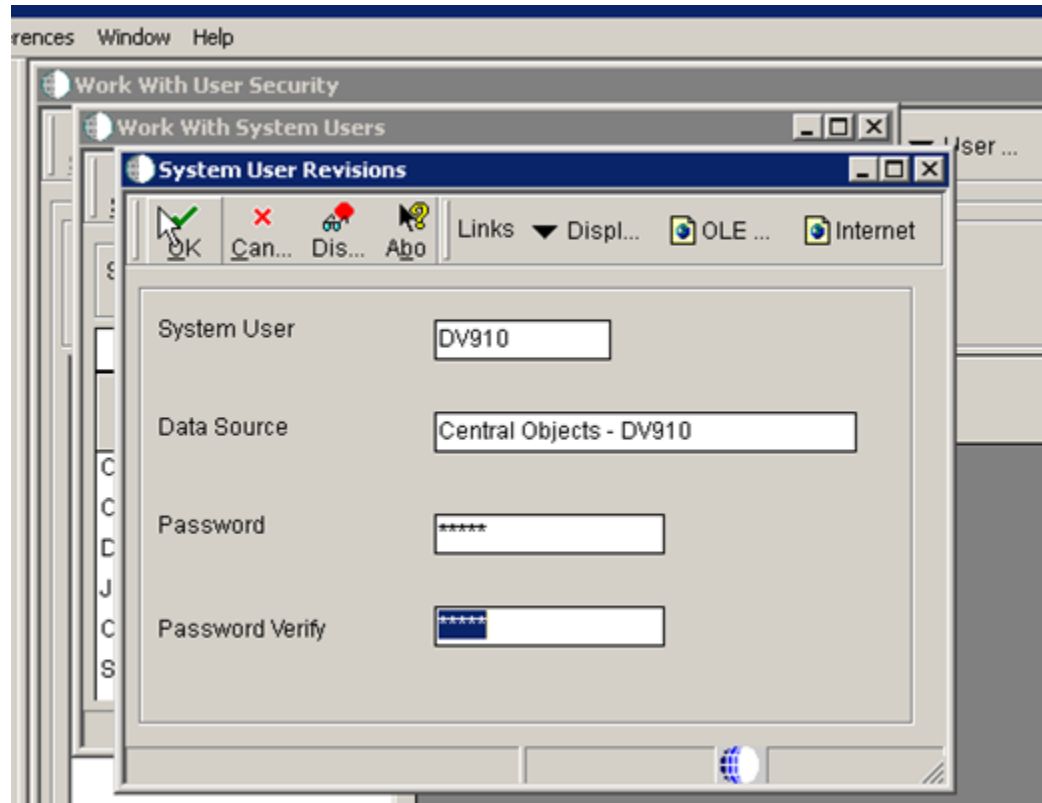 rences Window Help
Work With User Security
Work With System Users
User ...
System User Revisions
OK Can... Dis... Abo Links Displ... OLE ... Internet
S
System User DV910
Data Source Central Objects - DV910
C
C
Password *****
D
J
C
Password Verify *****
S